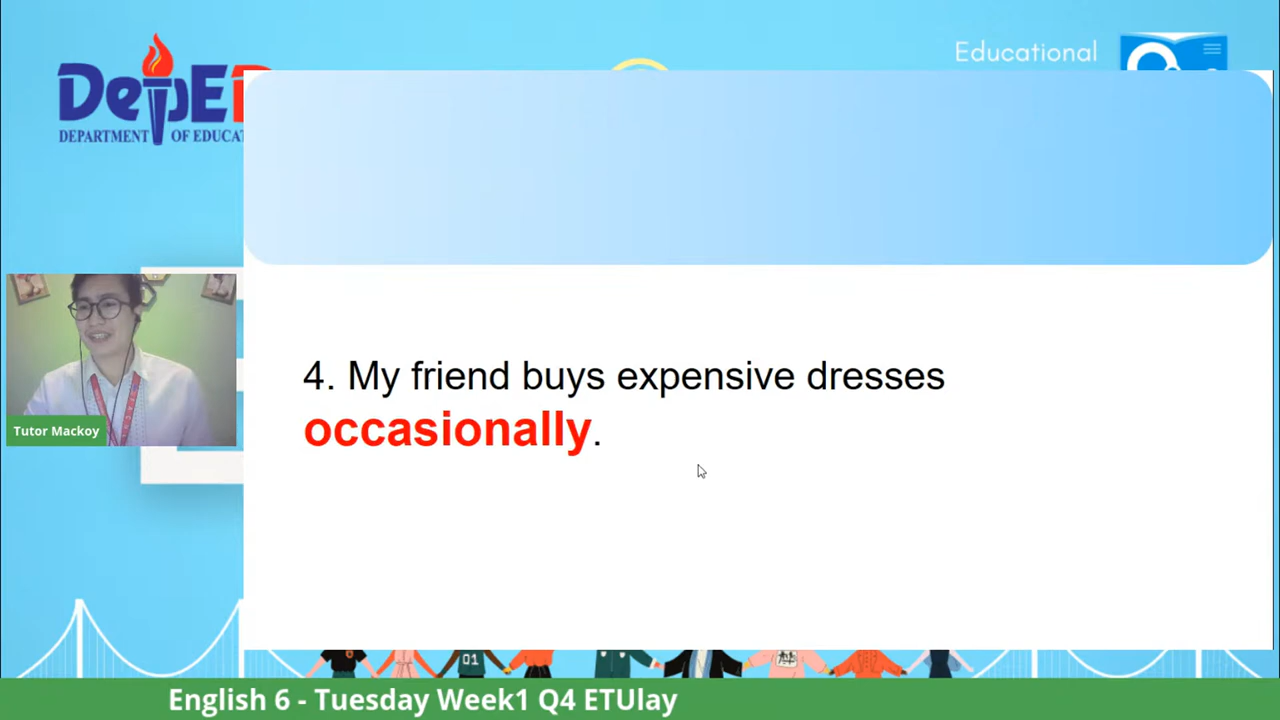 Educational
DepED
DEPARTMENT OF EDUCAT
4. My friend buys expensive dresses
occasionally.
Tutor Mackoy
01
English 6 - Tuesday Week1 Q4 ETUlay